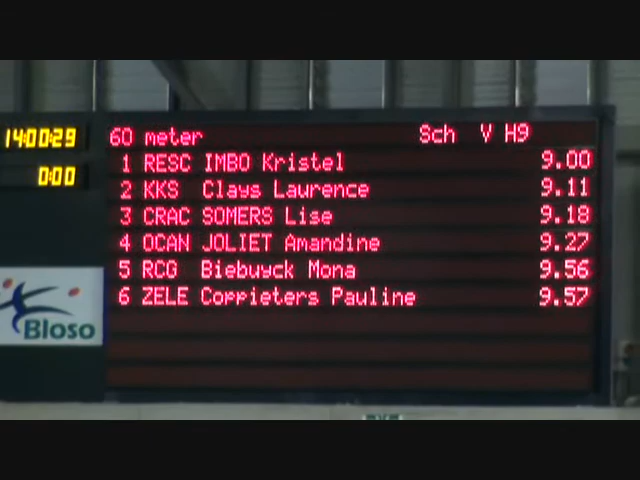 14:00:29
0:00
60 meter Sch V H9
1 RESC IMBO Kristel 9.00
2 KKS Clays Laurence 9.11
3 CRAC SOMERS Lise 9.18
4 OCAN JOLIET Amandine 9.27
5 RCG Biebuyck Mona 9.56
6 ZELE Coppieters Pauline 9.57
Bloso